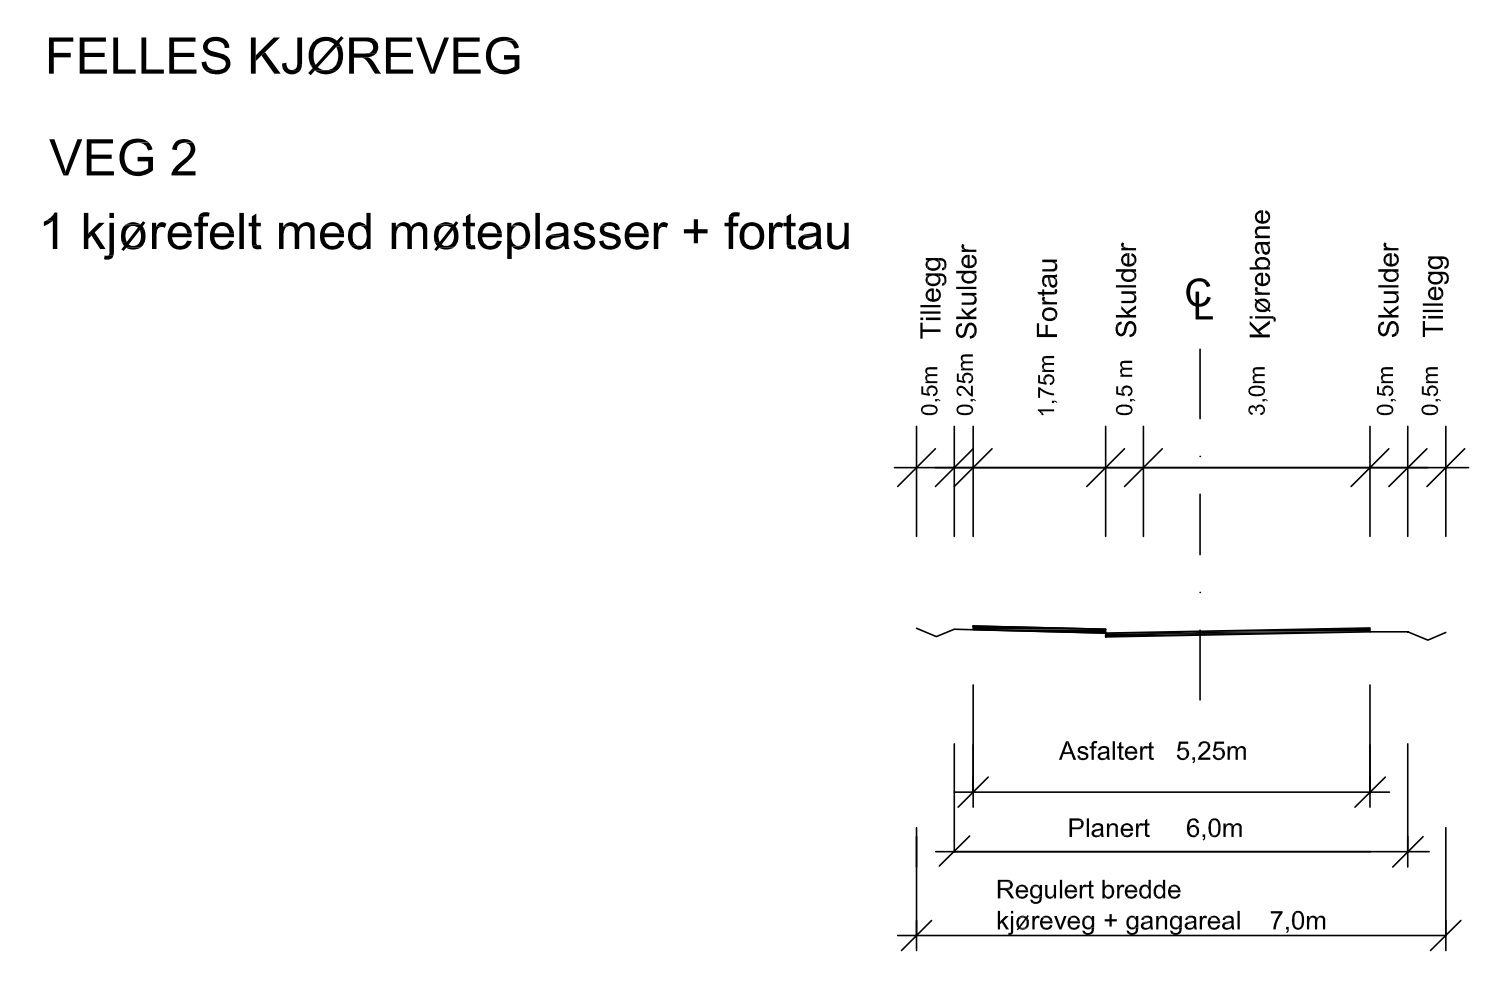 FELLES KJØREVEG
VEG 2
1 kjørefelt med møteplasser + fortau
0,5m Tillegg
0,25m Skulder
1,75m Fortau
0,5 m Skulder
℄
3,0m Kjørebane
0,5m Skulder
0,5m Tillegg
Asfaltert 5,25m
Planert 6,0m
Regulert bredde
kjøreveg + gangareal 7,0m